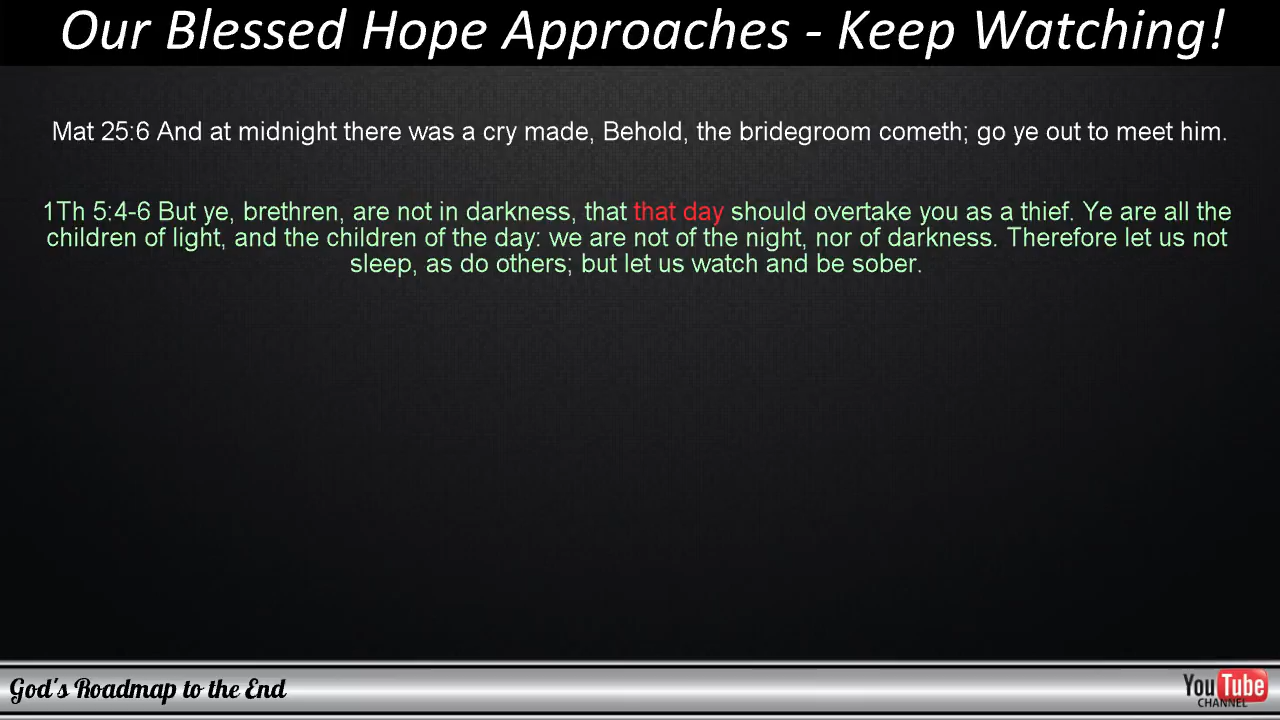 Our Blessed Hope Approaches - Keep Watching!
Mat 25:6 And at midnight there was a cry made, Behold, the bridegroom cometh; go ye out to meet him.
1Th 5:4-6 But ye, brethren, are not in darkness, that that day should overtake you as a thief. Ye are all the
children of light, and the children of the day: we are not of the night, nor of darkness. Therefore let us not
sleep, as do others; but let us watch and be sober.
God's Roadmap to the End
YouTube
CHANNEL